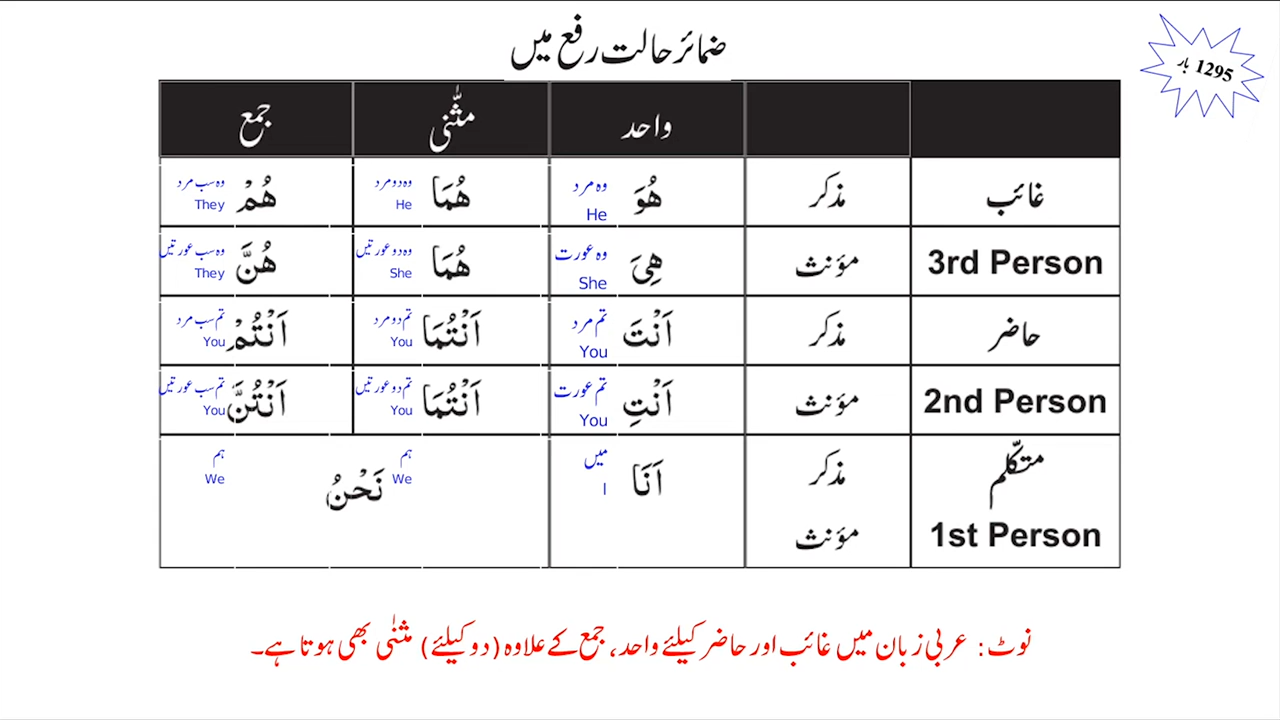 ضمائر حالت رفع میں
1295 بار
واحد مثنّٰی جمع
غائب مذکر هُوَ وہ مرد He هُمَا وہ دو مرد He هُمْ وہ سب مرد They
3rd Person مؤنث هِىَ وہ عورت She هُمَا وہ دو عورتیں She هُنَّ وہ سب عورتیں They
حاضر مذکر اَنْتَ تم مرد You اَنْتُمَا تم دو مرد You اَنْتُمْ تم سب مرد You
2nd Person مؤنث اَنْتِ تم عورت You اَنْتُمَا تم دو عورتیں You اَنْتُنَّ تم سب عورتیں You
متکلّم مذکر اَنَا میں I نَحْنُ ہم We ہم We
1st Person مؤنث
نوٹ: عربی زبان میں غائب اور حاضر کیلئے واحد، جمع کے علاوہ (دو کیلئے) مثنٰی بھی ہوتا ہے۔